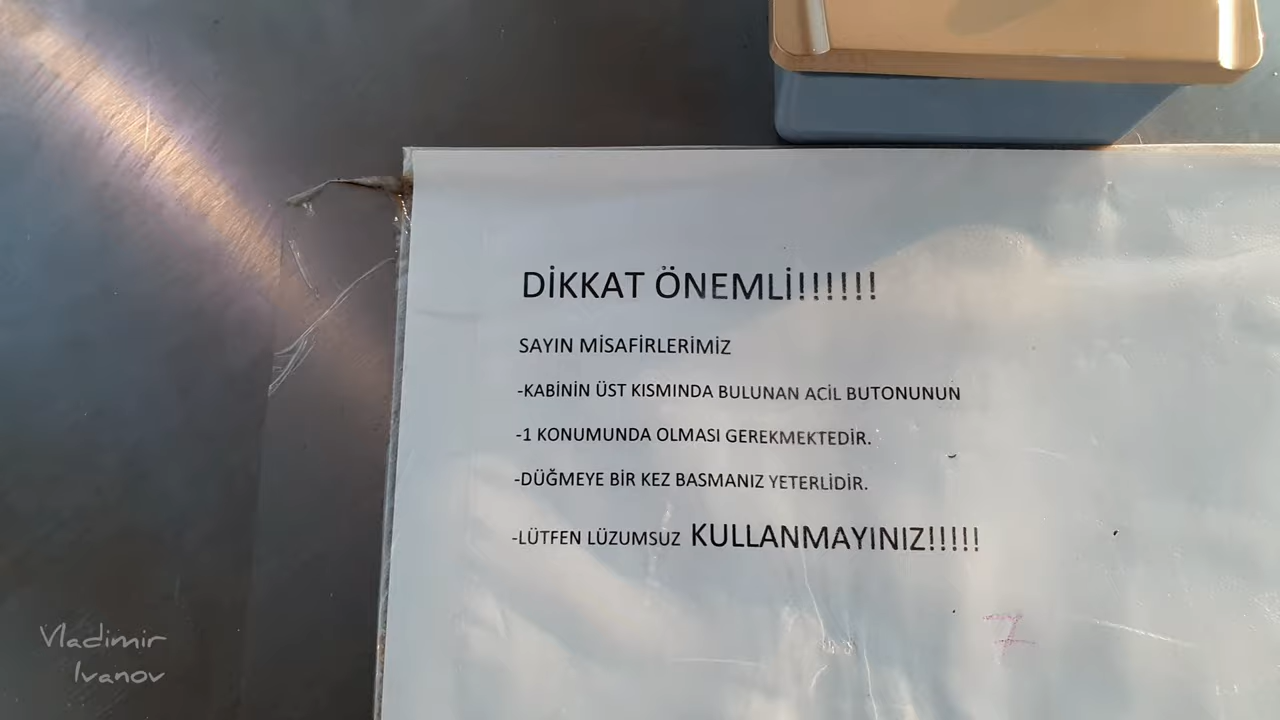 DİKKAT ÖNEMLİ!!!!!!
SAYIN MİSAFİRLERİMİZ
-KABİNİN ÜST KISMINDA BULUNAN ACİL BUTONUNUN
-1 KONUMUNDA OLMASI GEREKMEKTEDİR.
-DÜĞMEYE BİR KEZ BASMANIZ YETERLİDİR.
-LÜTFEN LÜZUMSUZ KULLANMAYINIZ!!!!!
7
Vladimir
Ivanov